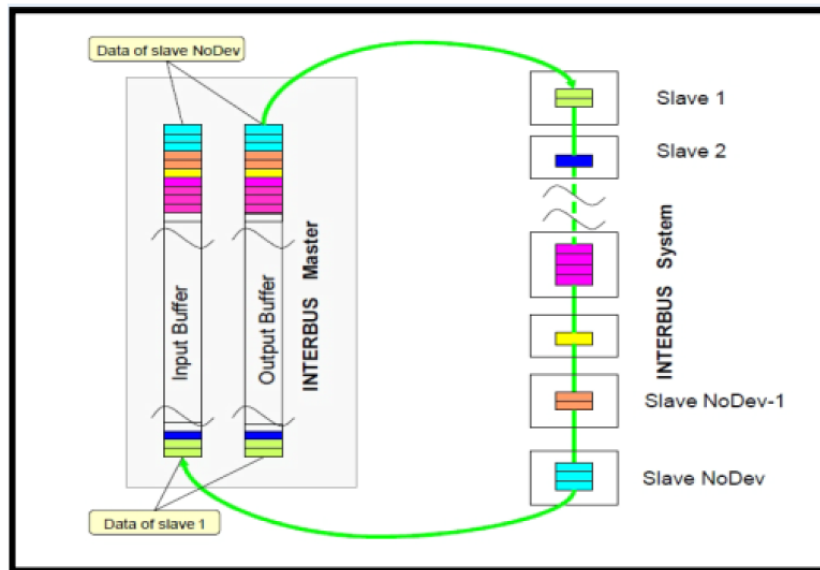 Data of slave NoDev
Input Buffer
Output Buffer
INTERBUS Master
Data of slave 1
Slave 1
Slave 2
INTERBUS System
Slave NoDev-1
Slave NoDev